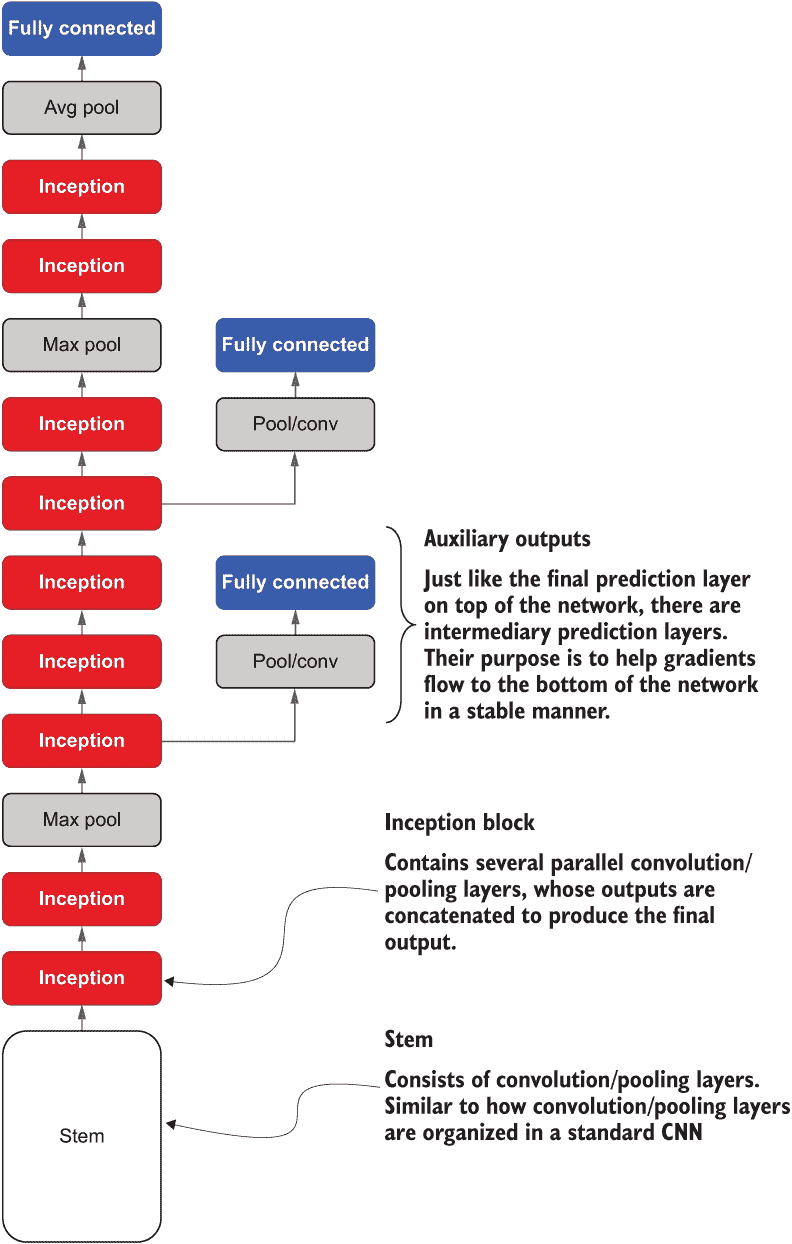 Fully connected
Avg pool
Inception
Inception
Max pool
Fully connected
Inception
Pool/conv
Inception
Auxiliary outputs
Just like the final prediction layer
on top of the network, there are
intermediary prediction layers.
Their purpose is to help gradients
flow to the bottom of the network
in a stable manner.
Inception
Fully connected
Inception
Pool/conv
Inception
Max pool
Inception block
Contains several parallel convolution/
pooling layers, whose outputs are
concatenated to produce the final
output.
Inception
Inception
Stem
Consists of convolution/pooling layers.
Similar to how convolution/pooling layers
are organized in a standard CNN
Stem